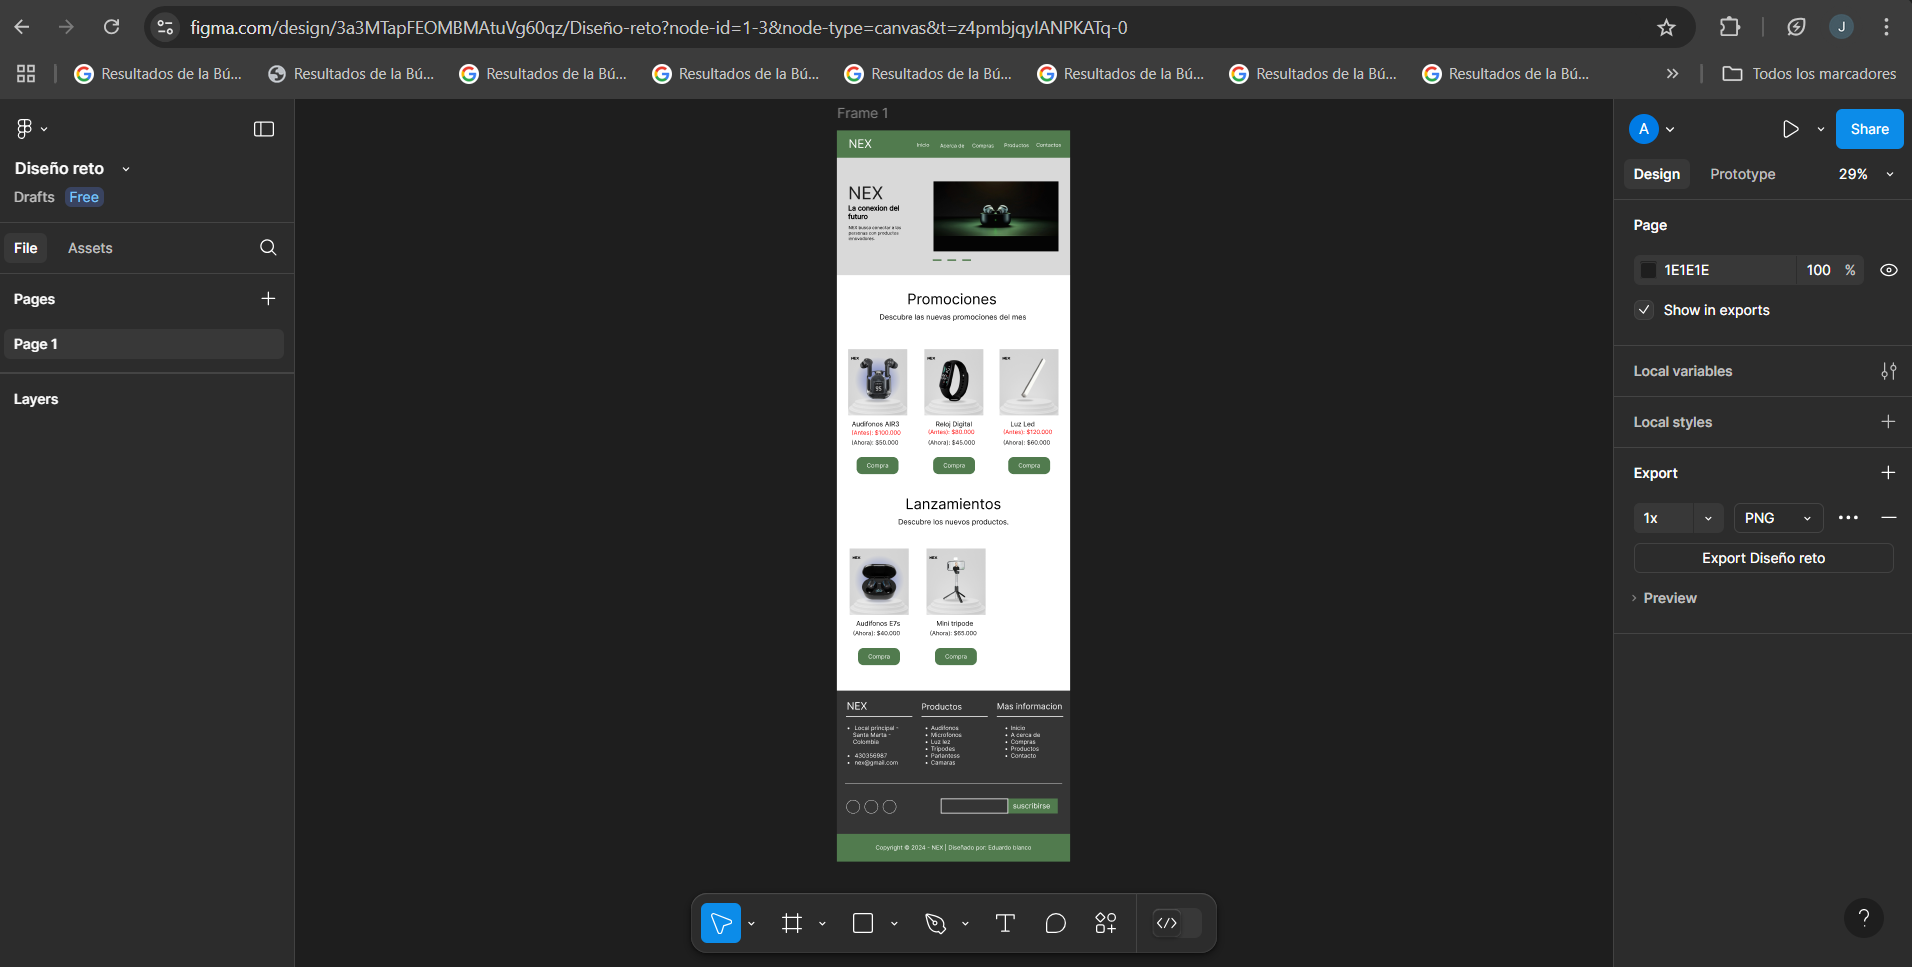 figma.com/design/3a3MTapFEOMBMAtuVg60qz/Diseño-reto?node-id=1-3&node-type=canvas&t=z4pmbjqyIANPKATq-0
J
Resultados de la Bú... Resultados de la Bú... Resultados de la Bú... Resultados de la Bú... Resultados de la Bú... Resultados de la Bú... Resultados de la Bú... Resultados de la Bú... Todos los marcadores
Diseño reto
Drafts Free
File Assets
Pages
Page 1
Layers
Frame 1
NEX Inicio Acerca de Compras Productos Contactos
NEX
La conexion del
futuro
NEX busca conectar a las
personas con productos
innovadores
Promociones
Descubre las nuevas promociones del mes
NEX NEX NEX
Audifonos AIR3 Reloj Digital Luz Led
(Antes): $100.000 (Antes): $80.000 (Antes): $120.000
(Ahora): $50.000 (Ahora): $45.000 (Ahora): $60.000
Compra Compra Compra
Lanzamientos
Descubre los nuevos productos.
NEX NEX
Audifonos E7s Mini tripode
(Ahora): $40.000 (Ahora): $65.000
Compra Compra
NEX Productos Más informacion
• Local principal - • Audifonos • Inicio
Santa Marta - • Microfonos • A cerca de
Colombia • Luz lez • Compras
• Tripodes • Productos
• 430356987 • Parlantess • Contacto
• nex@gmail.com • Camaras
suscribirse
Copyright © 2024 - NEX | Diseñado por: Eduardo blanco
A Share
Design Prototype 29%
Page
1E1E1E 100 %
Show in exports
Local variables
Local styles
Export
1x PNG
Export Diseño reto
Preview
?